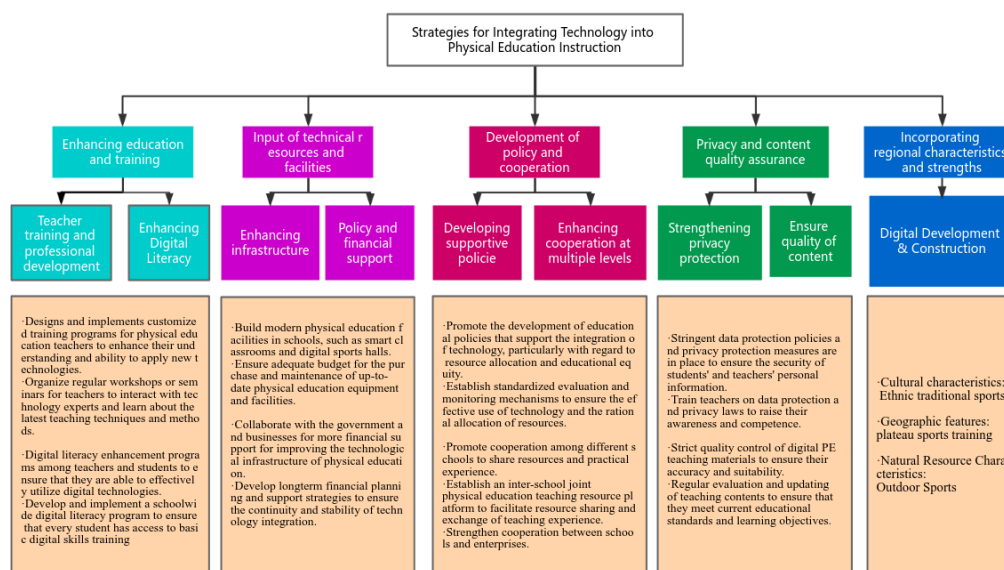 Strategies for Integrating Technology into
Physical Education Instruction
Enhancing education
and training
Input of technical r
esources and
facilities
Development of
policy and
cooperation
Privacy and content
quality assurance
Incorporating
regional characteristics
and strengths
Teacher
training and
professional
development
Enhancing
Digital
Literacy
Enhancing
infrastructure
Policy and
financial
support
Developing
supportive
policie
Enhancing
cooperation at
multiple levels
Strengthening
privacy
protection
Ensure
quality of
content
Digital Development
& Construction
·Designs and implements customize
d training programs for physical edu
cation teachers to enhance their und
erstanding and ability to apply new t
echnologies.
·Organize regular workshops or sem
inars for teachers to interact with tec
hnology experts and learn about the
latest teaching techniques and metho
ds.
·Digital literacy enhancement progra
ms among teachers and students to e
nsure that they are able to effectivel
y utilize digital technologies.
·Develop and implement a schoolw
ide digital literacy program to ensure
that every student has access to basi
c digital skills training
·Build modern physical education f
acilities in schools, such as smart cl
assrooms and digital sports halls.
·Ensure adequate budget for the pur
chase and maintenance of up-to-
date physical education equipment
and facilities.
·Collaborate with the government a
nd businesses for more financial su
pport for improving the technologic
al infrastructure of physical educati
on.
·Develop longterm financial planni
ng and support strategies to ensure
the continuity and stability of techn
ology integration.
·Promote the development of education
al policies that support the integration
of technology, particularly with regard to
resource allocation and educational eq
uity.
·Establish standardized evaluation and
monitoring mechanisms to ensure the ef
fective use of technology and the ration
al allocation of resources.
·Promote cooperation among different s
chools to share resources and practical
experience.
·Establish an inter-school joint
physical education teaching resource pl
atform to facilitate resource sharing and
exchange of teaching experience.
·Strengthen cooperation between schoo
ls and enterprises.
·Stringent data protection policies a
nd privacy protection measures are
in place to ensure the security of
students' and teachers' personal
information.
·Train teachers on data protection a
nd privacy laws to raise their
awareness and competence.
·Strict quality control of digital PE
teaching materials to ensure their
accuracy and suitability.
·Regular evaluation and updating
of teaching contents to ensure that
they meet current educational
standards and learning objectives.
·Cultural characteristics:
Ethnic traditional sports
·Geographic features:
plateau sports training
·Natural Resource Chara
cteristics:
Outdoor Sports